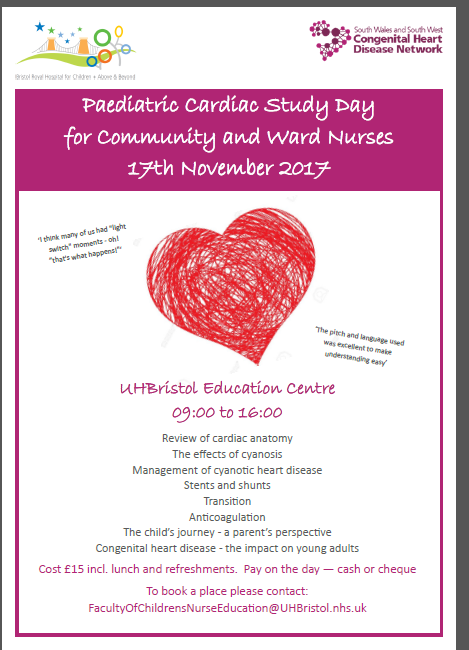 Bristol Royal Hospital for Children + Above & Beyond
South Wales and South West
Congenital Heart
Disease Network
Paediatric Cardiac Study Day
for Community and Ward Nurses
17th November 2017
'I think many of us had "light
switch" moments - oh!
"that's what happens!"'
'The pitch and language used
was excellent to make
understanding easy'
UHBristol Education Centre
09:00 to 16:00
Review of cardiac anatomy
The effects of cyanosis
Management of cyanotic heart disease
Stents and shunts
Transition
Anticoagulation
The child's journey - a parent's perspective
Congenital heart disease - the impact on young adults
Cost £15 incl. lunch and refreshments. Pay on the day — cash or cheque
To book a place please contact:
FacultyOfChildrensNurseEducation@UHBristol.nhs.uk